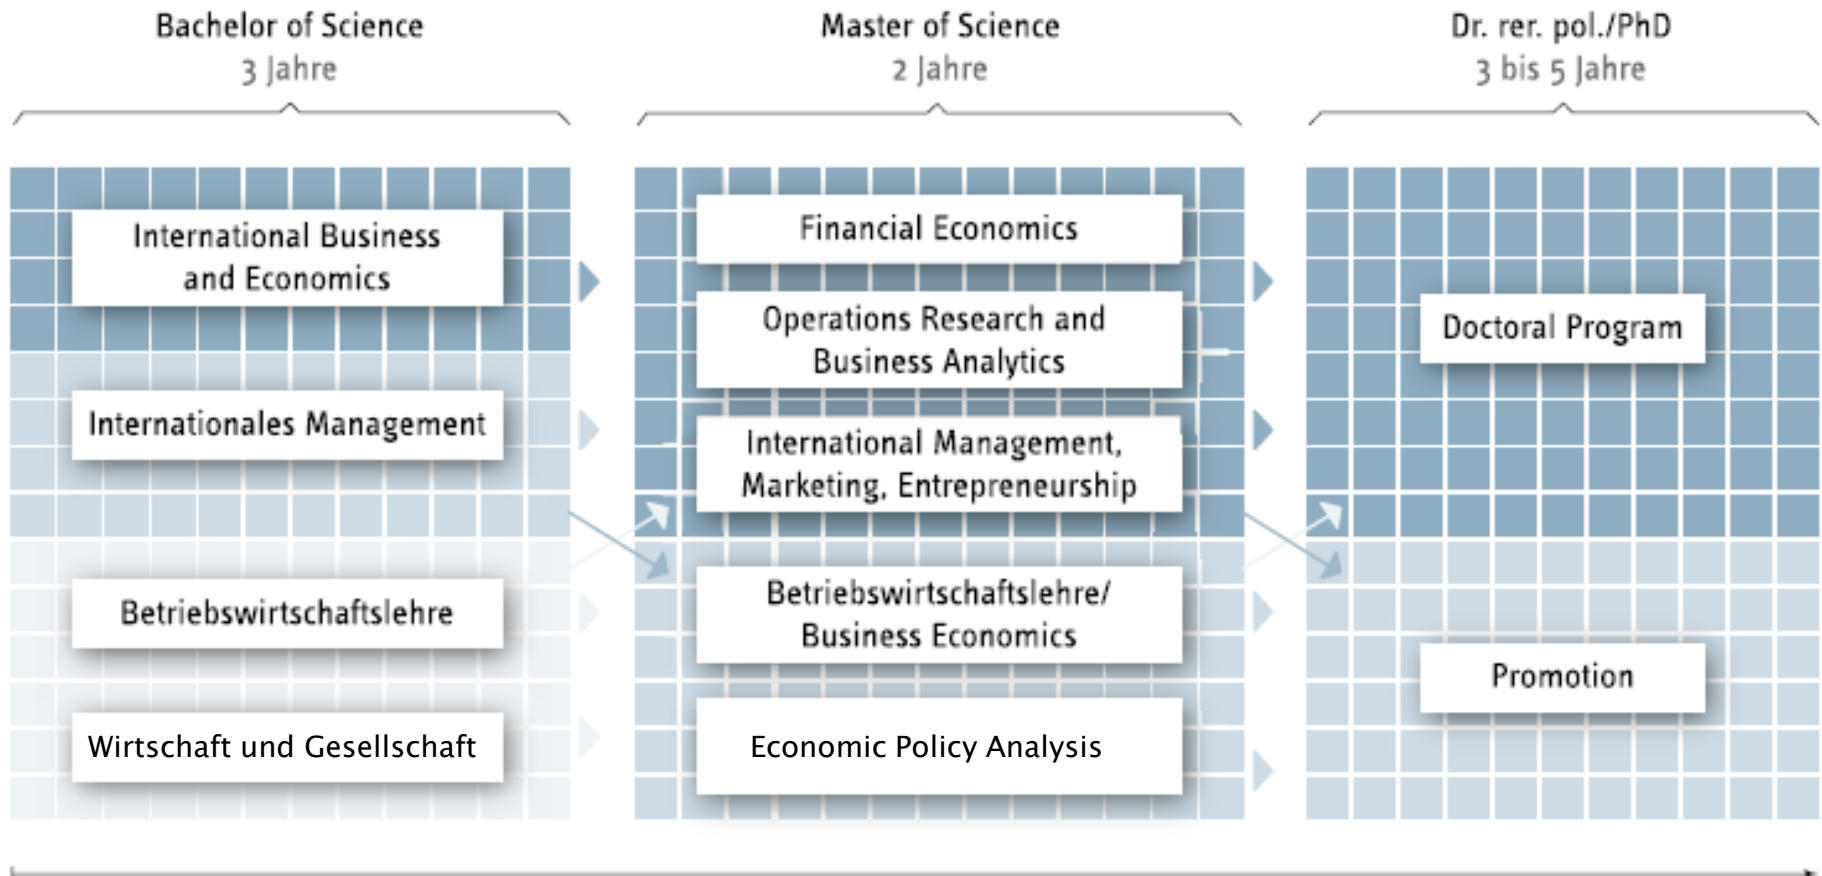 Bachelor of Science
3 Jahre
Master of Science
2 Jahre
Dr. rer. pol./PhD
3 bis 5 Jahre
International Business
and Economics
Internationales Management
Betriebswirtschaftslehre
Wirtschaft und Gesellschaft
Financial Economics
Operations Research and
Business Analytics
International Management,
Marketing, Entrepreneurship
Betriebswirtschaftslehre/
Business Economics
Economic Policy Analysis
Doctoral Program
Promotion